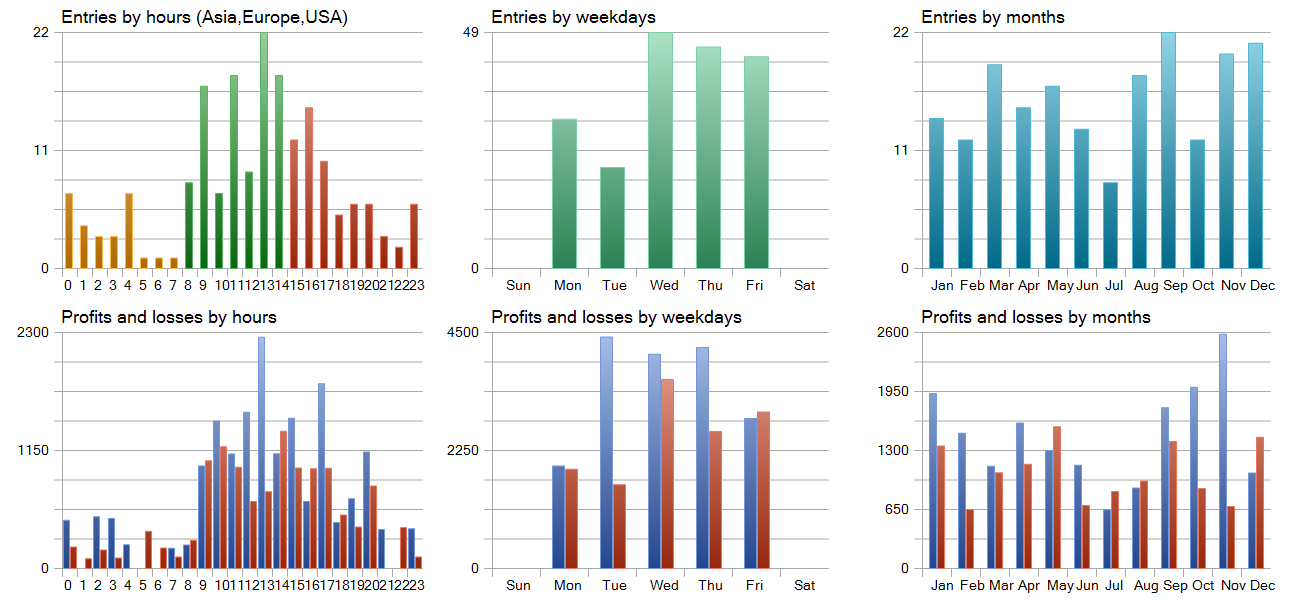 Entries by hours (Asia,Europe,USA)
22
11
0
0 1 2 3 4 5 6 7 8 9 1011121314151617181920212223
Entries by weekdays
49
0
Sun Mon Tue Wed Thu Fri Sat
Entries by months
22
11
0
Jan Feb Mar Apr May Jun Jul Aug Sep Oct Nov Dec
Profits and losses by hours
2300
1150
0
0 1 2 3 4 5 6 7 8 9 1011121314151617181920212223
Profits and losses by weekdays
4500
2250
0
Sun Mon Tue Wed Thu Fri Sat
Profits and losses by months
2600
1950
1300
650
0
Jan Feb Mar Apr May Jun Jul Aug Sep Oct Nov Dec